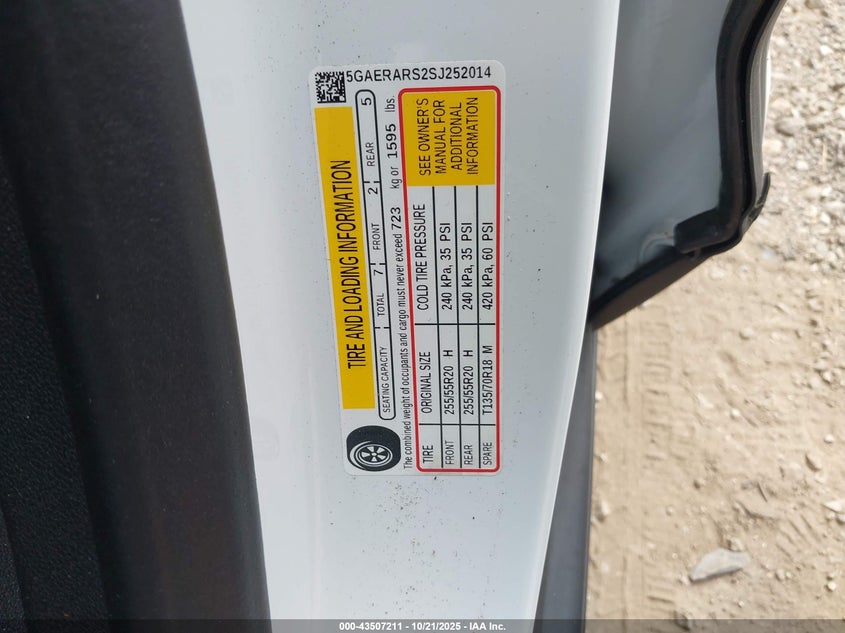 5GAERARS2SJ252014
TIRE AND LOADING INFORMATION
SEATING CAPACITY TOTAL 7 FRONT 2 REAR 5
The combined weight of occupants and cargo must never exceed 723 kg or 1595 lbs.
TIRE ORIGINAL SIZE COLD TIRE PRESSURE
FRONT 255/55R20 H 240 kPa, 35 PSI
REAR 255/55R20 H 240 kPa, 35 PSI
SPARE T135/70R18 M 420 kPa, 60 PSI
SEE OWNER'S
MANUAL FOR
ADDITIONAL
INFORMATION
000-43507211 - 10/21/2025 - IAA Inc.